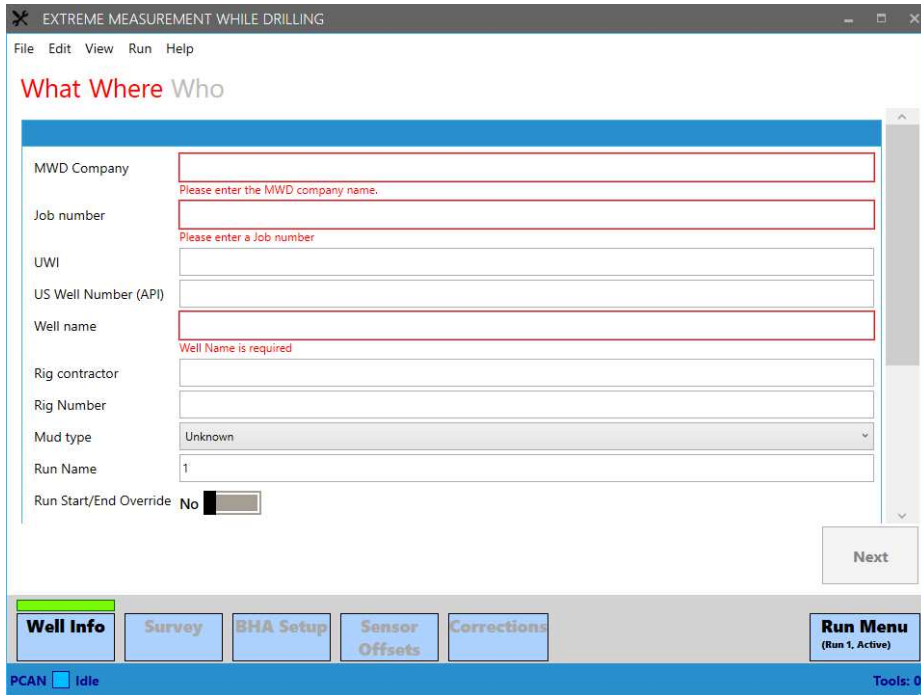 EXTREME MEASUREMENT WHILE DRILLING
File Edit View Run Help
What Where Who
MWD Company
Please enter the MWD company name.
Job number
Please enter a Job number
UWI
US Well Number (API)
Well name
Well Name is required
Rig contractor
Rig Number
Mud type Unknown
Run Name 1
Run Start/End Override No
Next
Well Info Survey BHA Setup Sensor Offsets Corrections Run Menu
(Run 1, Active)
PCAN Idle Tools: 0